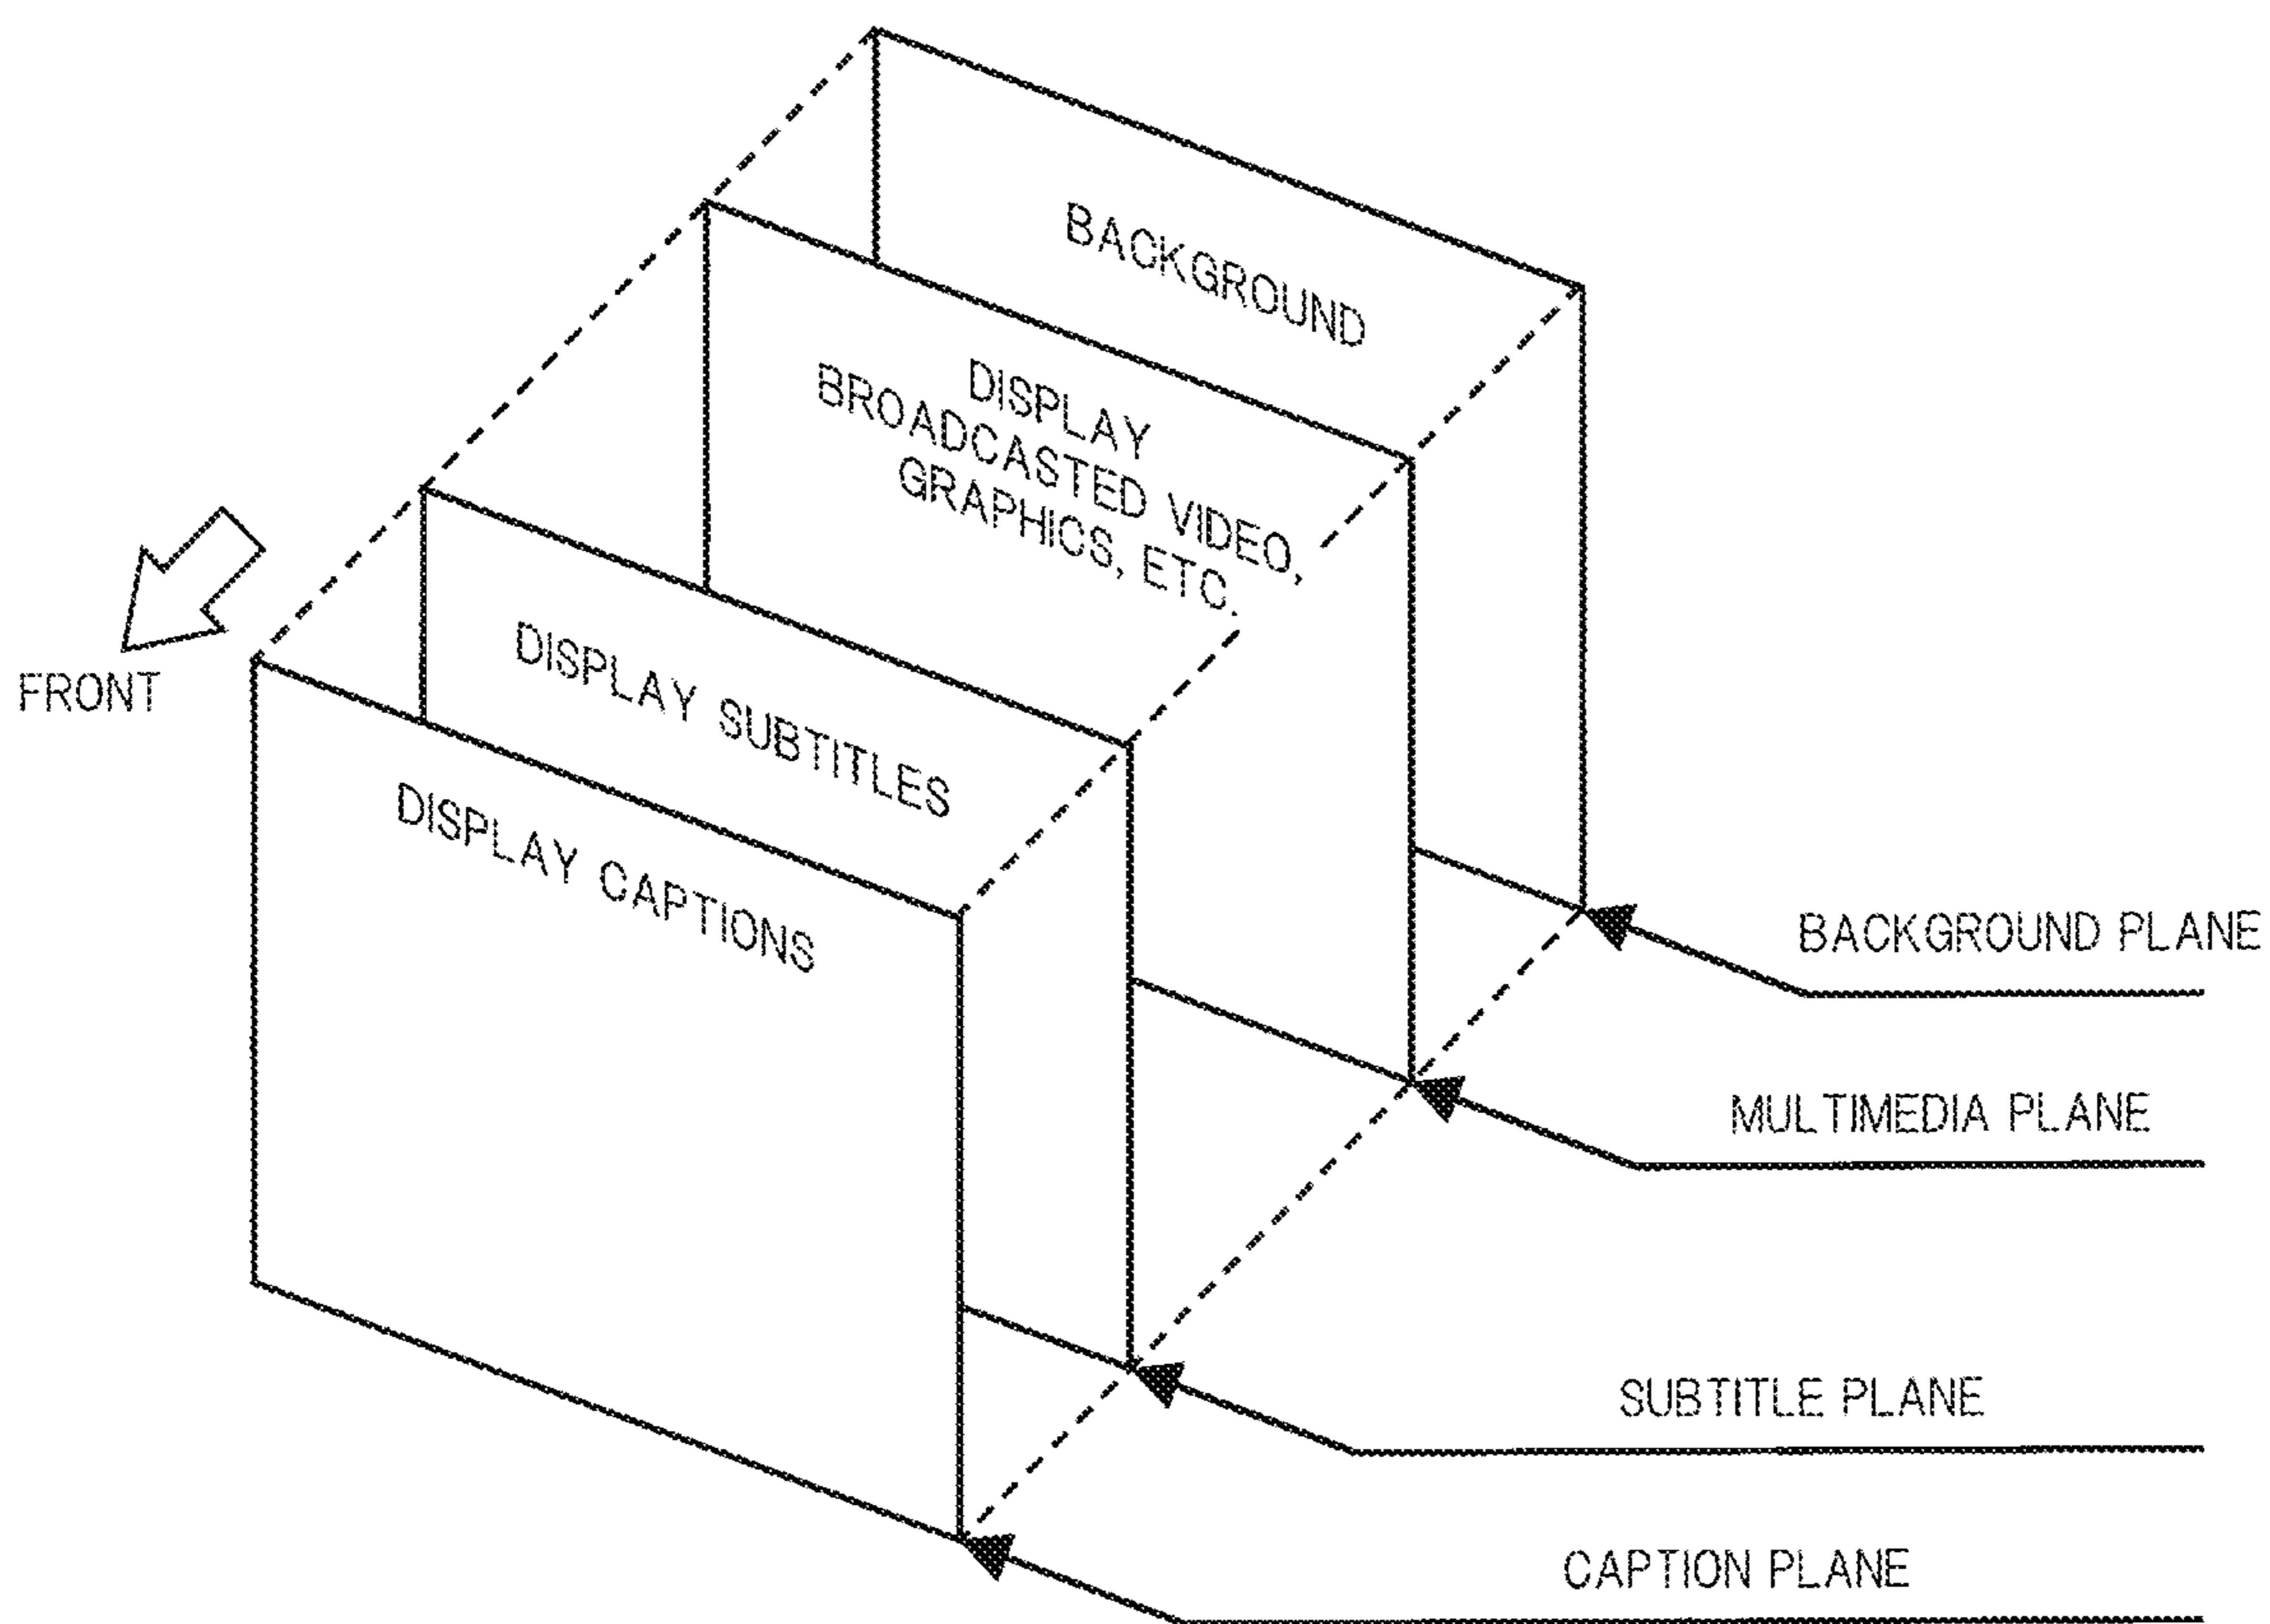 BACKGROUND
DISPLAY
BROADCASTED VIDEO,
GRAPHICS, ETC.
DISPLAY SUBTITLES
DISPLAY CAPTIONS
FRONT
BACKGROUND PLANE
MULTIMEDIA PLANE
SUBTITLE PLANE
CAPTION PLANE